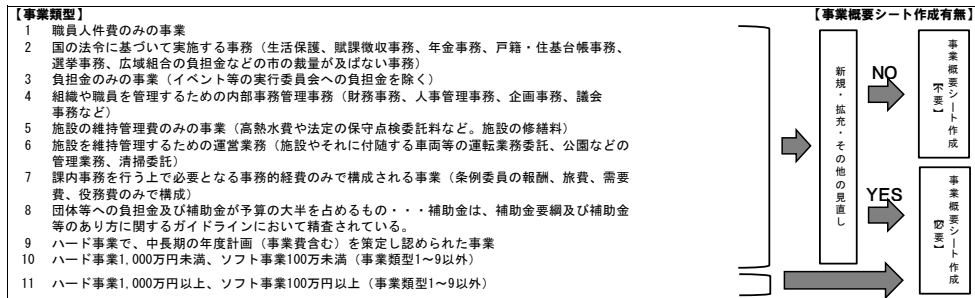 【事業類型】
【事業概要シート作成有無】
1 職員人件費のみの事業
2 国の法令に基づいて実施する事務（生活保護、賦課徴収事務、年金事務、戸籍・住基台帳事務、
選挙事務、広域組合の負担金などの市の裁量が及ばない事務）
3 負担金のみの事業（イベント等の実行委員会への負担金を除く）
4 組織や職員を管理するための内部事務管理事務（財務事務、人事管理事務、企画事務、議会
事務など）
5 施設の維持管理費のみの事業（高熱水費や法定の保守点検委託料など。施設の修繕料）
6 施設を維持管理するための運営業務（施設やそれに付随する車両等の運転業務委託、公園などの
管理業務、清掃委託）
7 課内事務を行う上で必要となる事務的経費のみで構成される事業（条例委員の報酬、旅費、需要
費、役務費のみで構成）
8 団体等への負担金及び補助金が予算の大半を占めるもの・・・補助金は、補助金要綱及び補助金
等のあり方に関するガイドラインにおいて精査されている。
9 ハード事業で、中長期の年度計画（事業費含む）を策定し認められた事業
10 ハード事業1,000万円未満、ソフト事業100万未満（事業類型1～9以外）
11 ハード事業1,000万円以上、ソフト事業100万円以上（事業類型1～9以外）
新規・拡充・その他の見直し
NO
事業概要シート作成
【不要】
YES
事業概要シート作成
【必要】